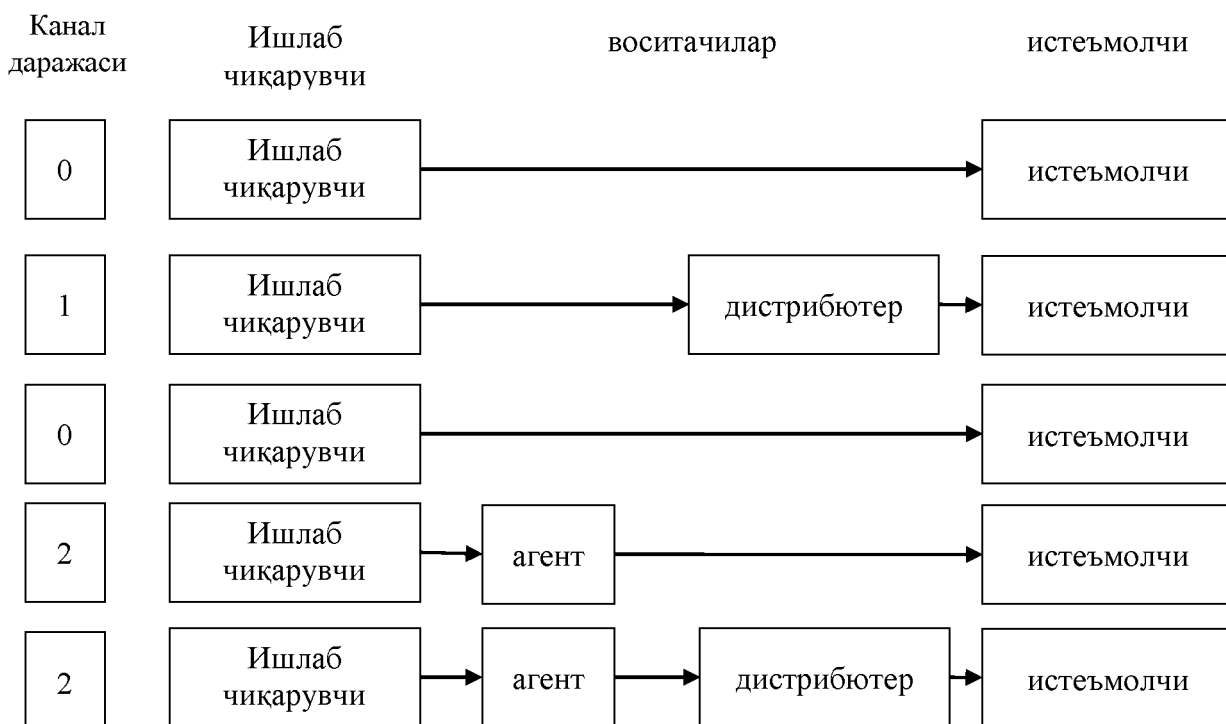 Канал
даражаси
Ишлаб
чиқарувчи
воситачилар
истеъмолчи
0
Ишлаб
чиқарувчи
истеъмолчи
1
Ишлаб
чиқарувчи
дистрибютер
истеъмолчи
0
Ишлаб
чиқарувчи
истеъмолчи
2
Ишлаб
чиқарувчи
агент
истеъмолчи
2
Ишлаб
чиқарувчи
агент
дистрибютер
истеъмолчи